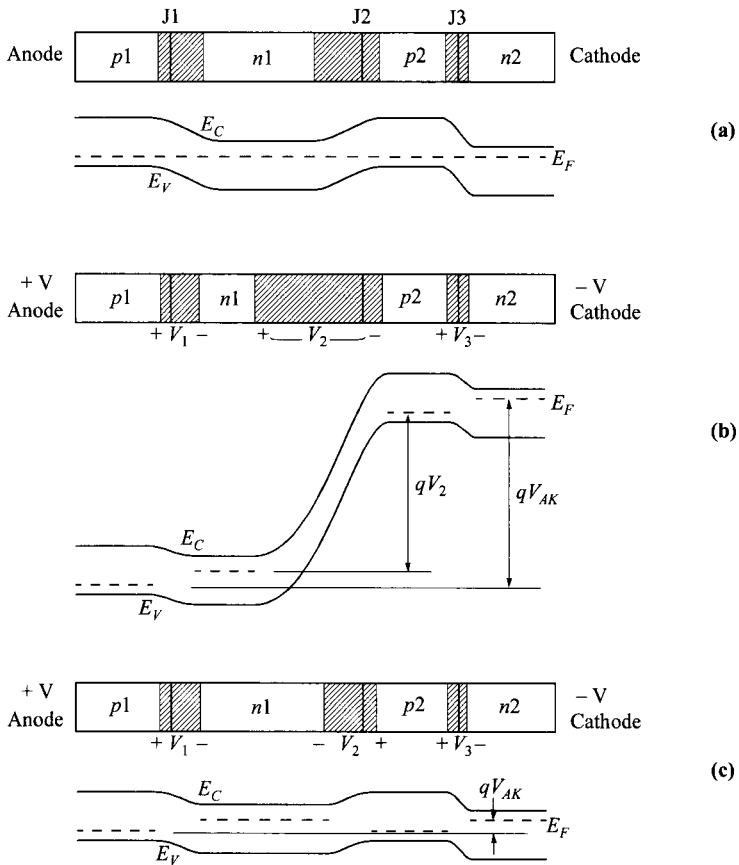 J1 J2 J3
Anode p1 n1 p2 n2 Cathode
(a)
E_C
E_F
E_V
+ V − V
Anode p1 n1 p2 n2 Cathode
+ V_1 − + V_2 − + V_3 −
E_F
(b)
qV_2 qV_AK
E_C
E_V
+ V − V
Anode p1 n1 p2 n2 Cathode
+ V_1 − − V_2 + + V_3 −
(c)
E_C qV_AK
E_F
E_V